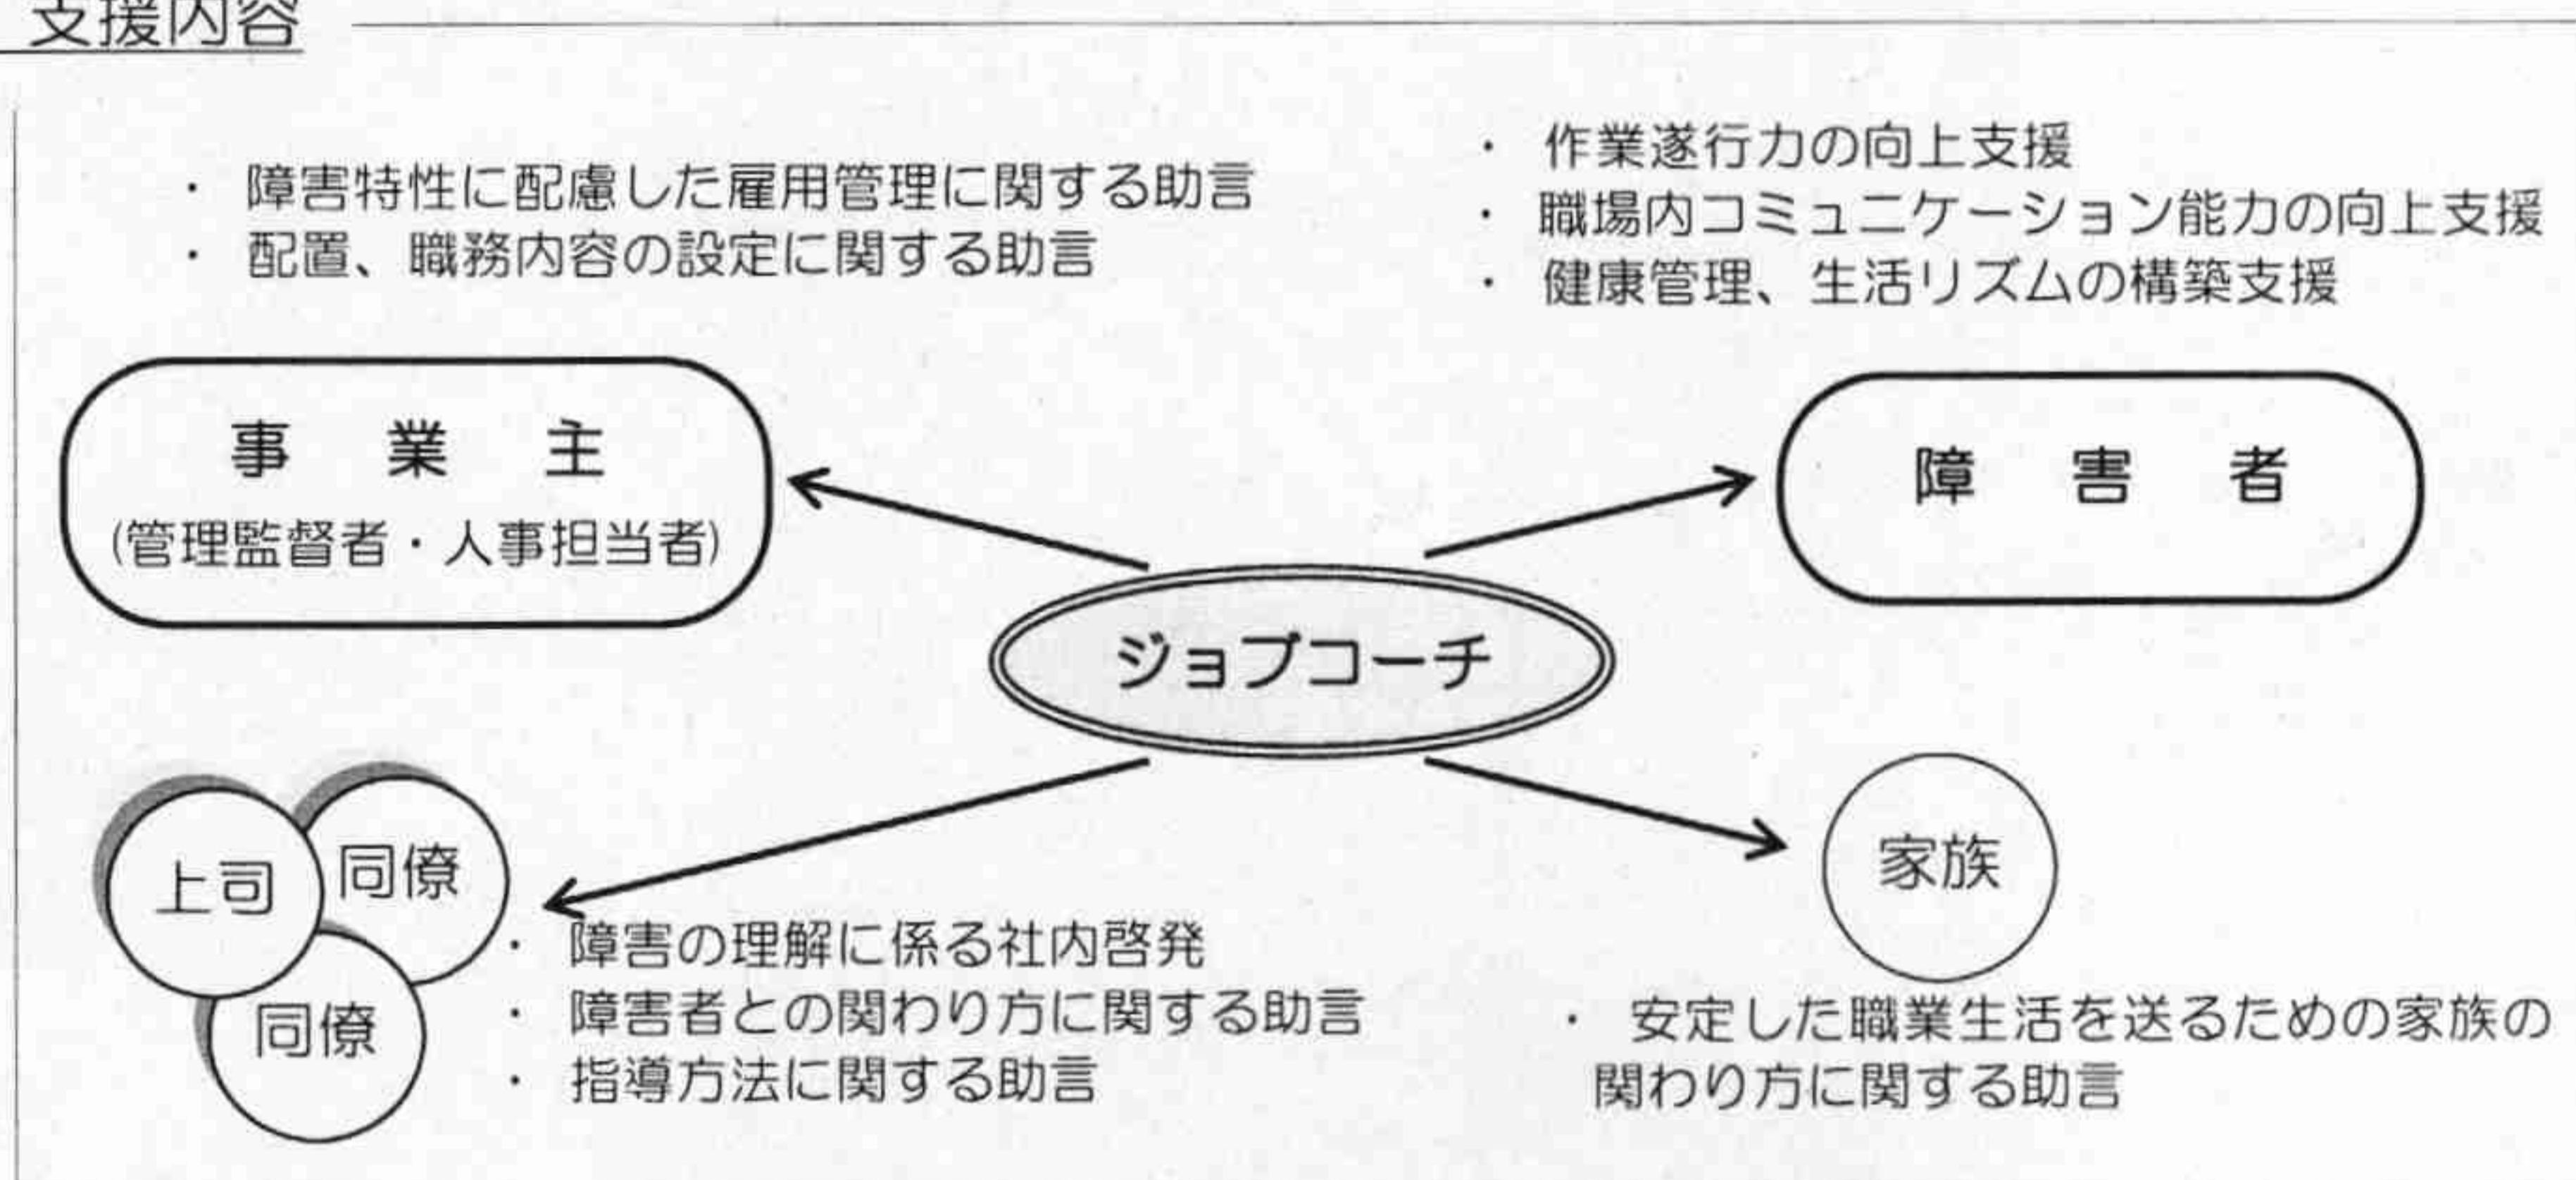 支援内容
・ 障害特性に配慮した雇用管理に関する助言
・ 配置、職務内容の設定に関する助言
・ 作業遂行力の向上支援
・ 職場内コミュニケーション能力の向上支援
・ 健康管理、生活リズムの構築支援
事業主
(管理監督者・人事担当者)
障害者
ジョブコーチ
上司
同僚
同僚
・ 障害の理解に係る社内啓発
・ 障害者との関わり方に関する助言
・ 指導方法に関する助言
家族
・ 安定した職業生活を送るための家族の
関わり方に関する助言